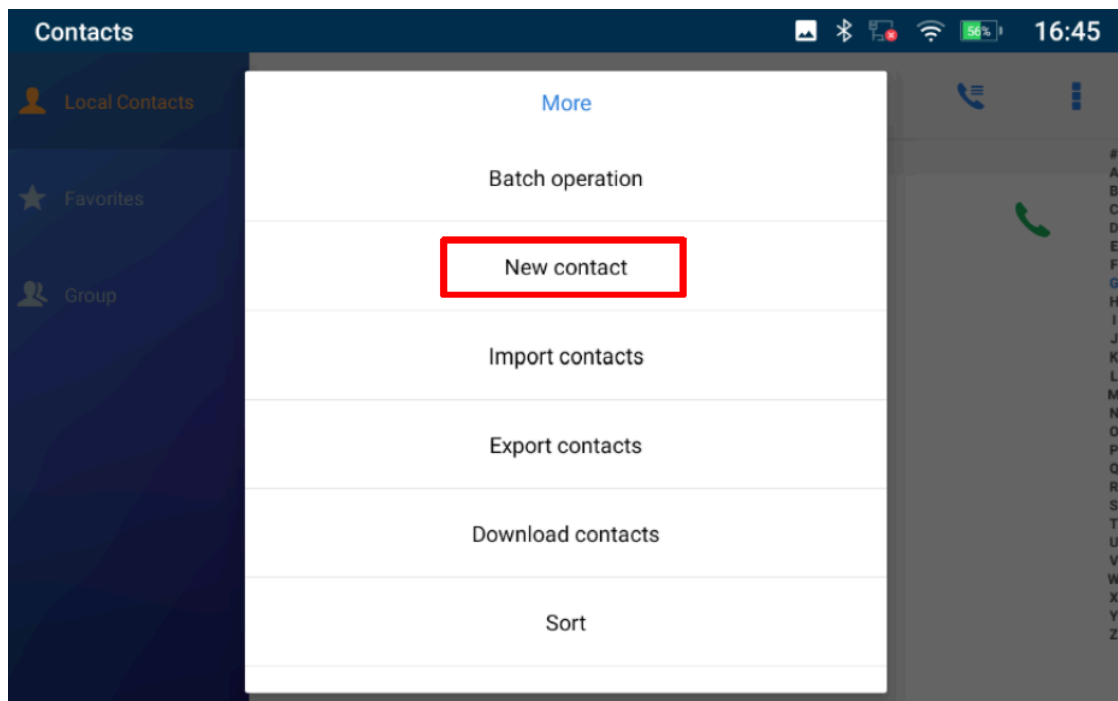 Contacts
56%
16:45
Local Contacts
Favorites
Group
More
Batch operation
New contact
Import contacts
Export contacts
Download contacts
Sort
#
A
B
C
D
E
F
G
H
I
J
K
L
M
N
O
P
Q
R
S
T
U
V
W
X
Y
Z